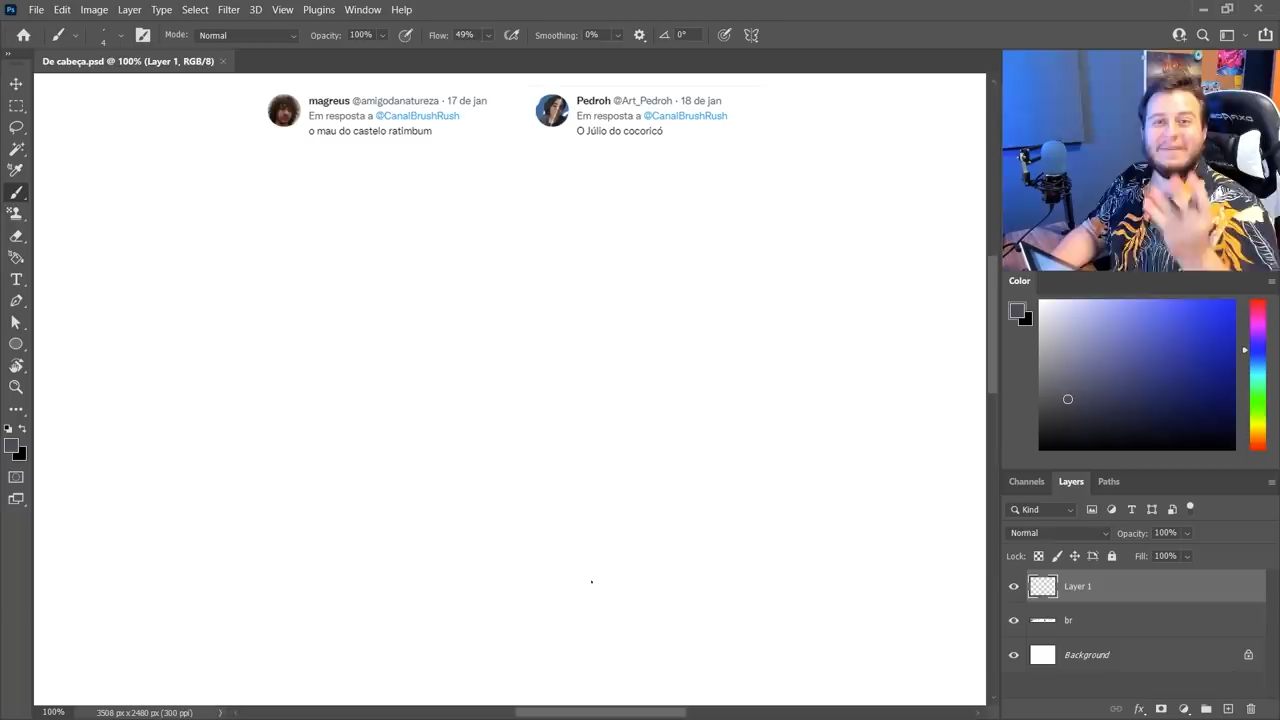 File Edit Image Layer Type Select Filter 3D View Plugins Window Help
4 Mode: Normal Opacity: 100% Flow: 49% Smoothing: 0% 0°
De cabeça.psd @ 100% (Layer 1, RGB/8)
magreus @amigodanatureza · 17 de jan
Em resposta a @CanalBrushRush
o mau do castelo ratimbum
Pedroh @Art_Pedroh · 18 de jan
Em resposta a @CanalBrushRush
O Júlio do cocoricó
Color
Channels Layers Paths
Kind
Normal Opacity: 100%
Lock: Fill: 100%
Layer 1
br
Background
100% 3508 px x 2480 px (300 ppi)